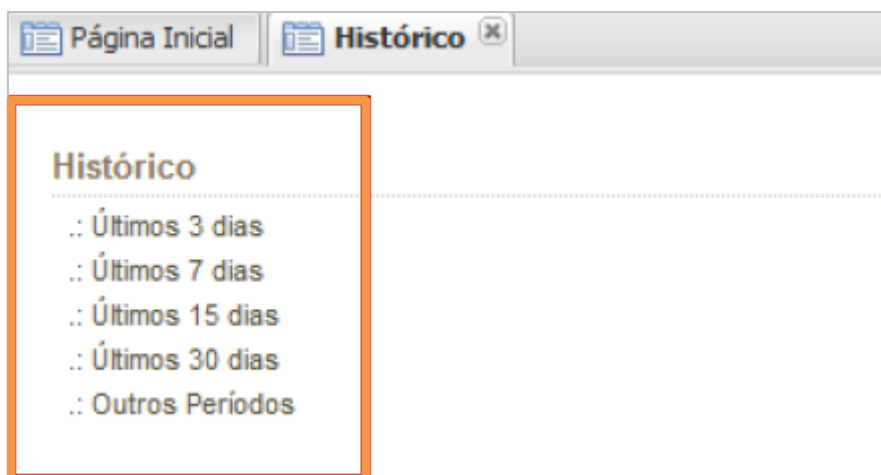 Página Inicial Histórico
Histórico
.: Últimos 3 dias
.: Últimos 7 dias
.: Últimos 15 dias
.: Últimos 30 dias
.: Outros Períodos